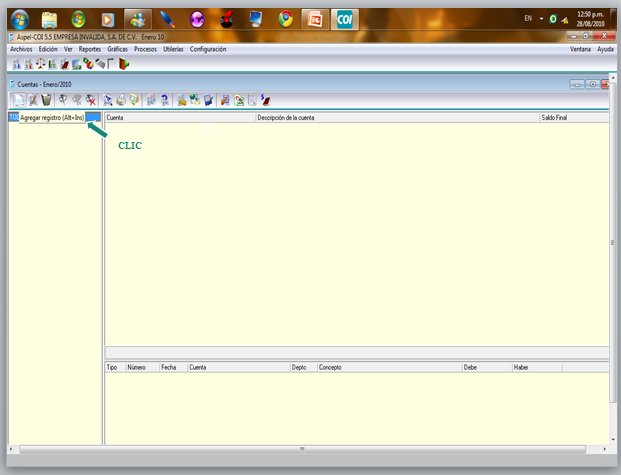 COI
EN
12:50 p.m.
28/08/2010
Aspel-COI 5.5 EMPRESA INVALIDA, S.A. DE C.V. Enero 10
Archivos Edición Ver Reportes Gráficas Procesos Utilerías Configuración Ventana Ayuda
Cuentas - Enero/2010
Agregar registro (Alt+Ins) Cuenta Descripción de la cuenta Saldo Final
CLIC
Tipo Número Fecha Cuenta Depto Concepto Debe Haber